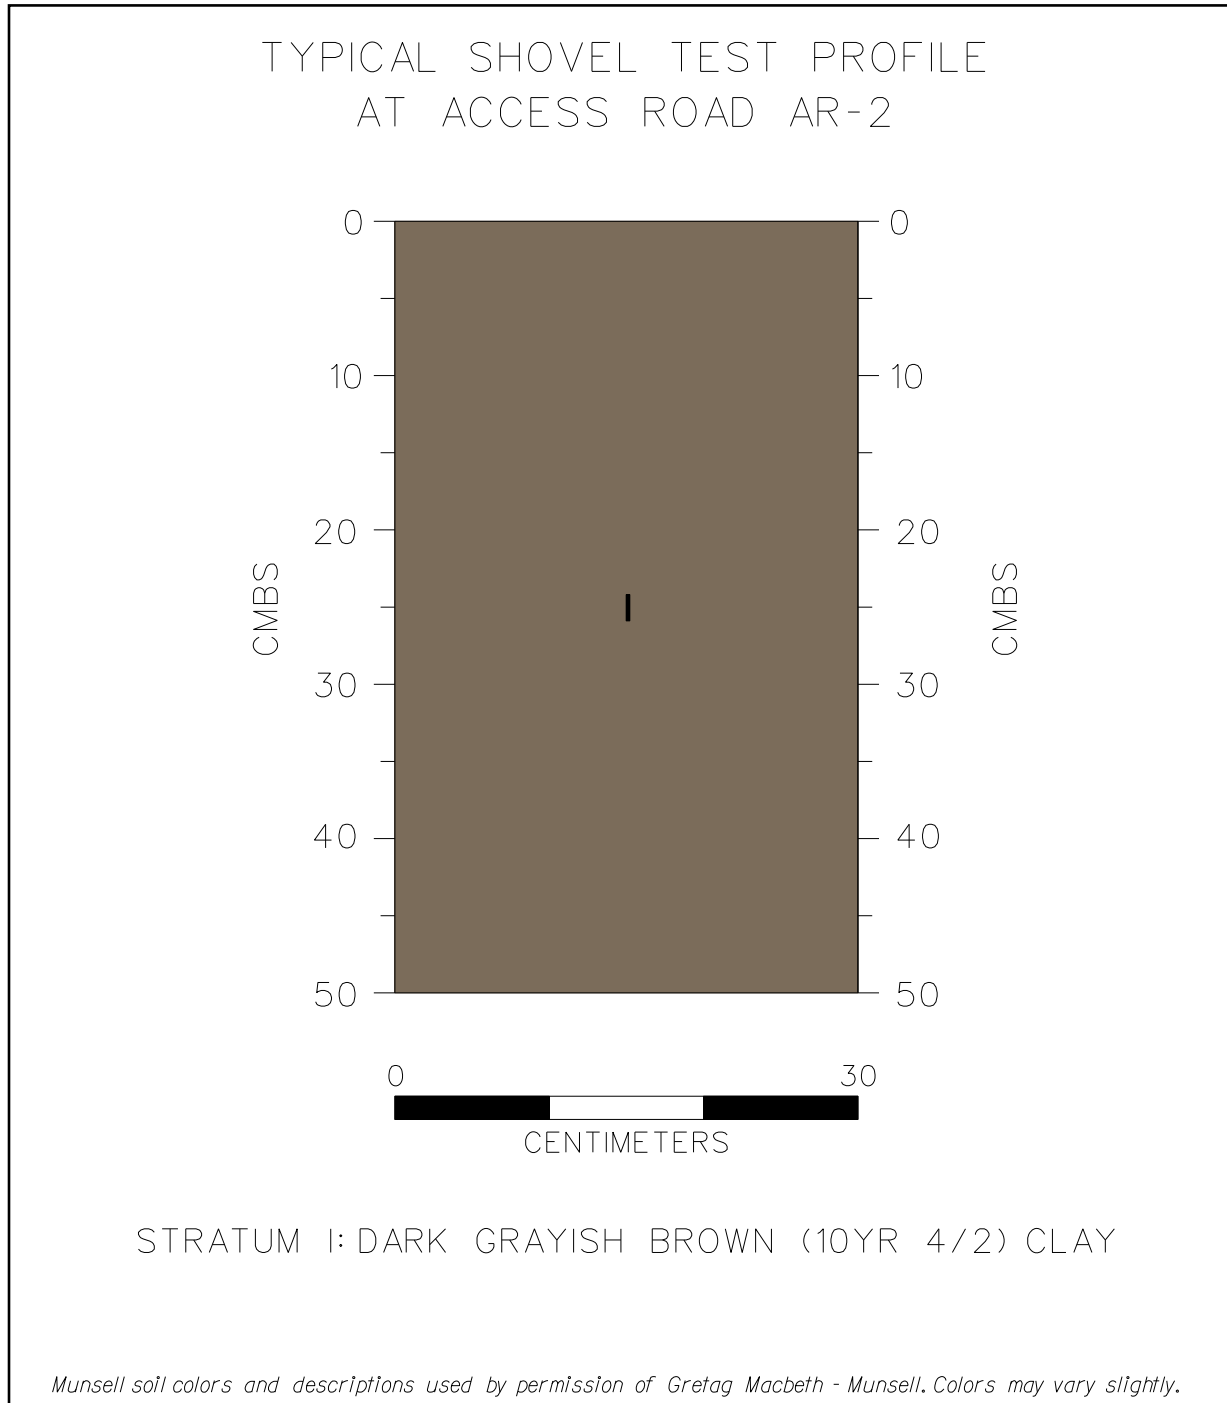 TYPICAL SHOVEL TEST PROFILE
AT ACCESS ROAD AR-2
0 0
10 10
20 20
CMBS CMBS
I
30 30
40 40
50 50
0 30
CENTIMETERS
STRATUM I: DARK GRAYISH BROWN (10YR 4/2) CLAY
Munsell soil colors and descriptions used by permission of Gretag Macbeth - Munsell. Colors may vary slightly.